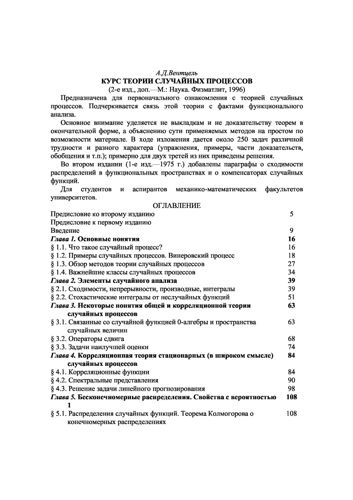 А.Д.Вентцель
КУРС ТЕОРИИ СЛУЧАЙНЫХ ПРОЦЕССОВ
(2-е изд., доп.—М.: Наука. Физматлит, 1996)
Предназначена для первоначального ознакомления с теорией случайных
процессов. Подчеркивается связь этой теории с фактами функционального
анализа.
Основное внимание уделяется не выкладкам и не доказательству теорем в
окончательной форме, а объяснению сути применяемых методов на простом по
возможности материале. В ходе изложения дается около 250 задач различной
трудности и разного характера (упражнения, примеры, части доказательств,
обобщения и т.п.); примерно для двух третей из них приведены решения.
Во втором издании (1-е изд.—1975 г.) добавлены параграфы о сходимости
распределений в функциональных пространствах и о компенсаторах случайных
функций.
Для студентов и аспирантов механико-математических факультетов
университетов.
ОГЛАВЛЕНИЕ
Предисловие ко второму изданию 5
Предисловие к первому изданию
Введение 9
Глава 1. Основные понятия 16
§ 1.1. Что такое случайный процесс? 16
§ 1.2. Примеры случайных процессов. Винеровский процесс 18
§ 1.3. Обзор методов теории случайных процессов 27
§ 1.4. Важнейшие классы случайных процессов 34
Глава 2. Элементы случайного анализа 39
§ 2.1. Сходимости, непрерывности, производные, интегралы 39
§ 2.2. Стохастические интегралы от неслучайных функций 51
Глава 3. Некоторые понятия общей и корреляционной теории 63
случайных процессов
§ 3.1. Связанные со случайной функцией 0-алгебры и пространства 63
случайных величин
§ 3.2. Операторы сдвига 68
§ 3.3. Задачи наилучшей оценки 74
Глава 4. Корреляционная теория стационарных (в широком смысле) 84
случайных процессов
§ 4.1. Корреляционные функции 84
§ 4.2. Спектральные представления 90
§ 4.3. Решение задачи линейного прогнозирования 98
Глава 5. Бесконечномерные распределения. Свойства с вероятностью 108
1
§ 5.1. Распределения случайных функций. Теорема Колмогорова о 108
конечномерных распределениях